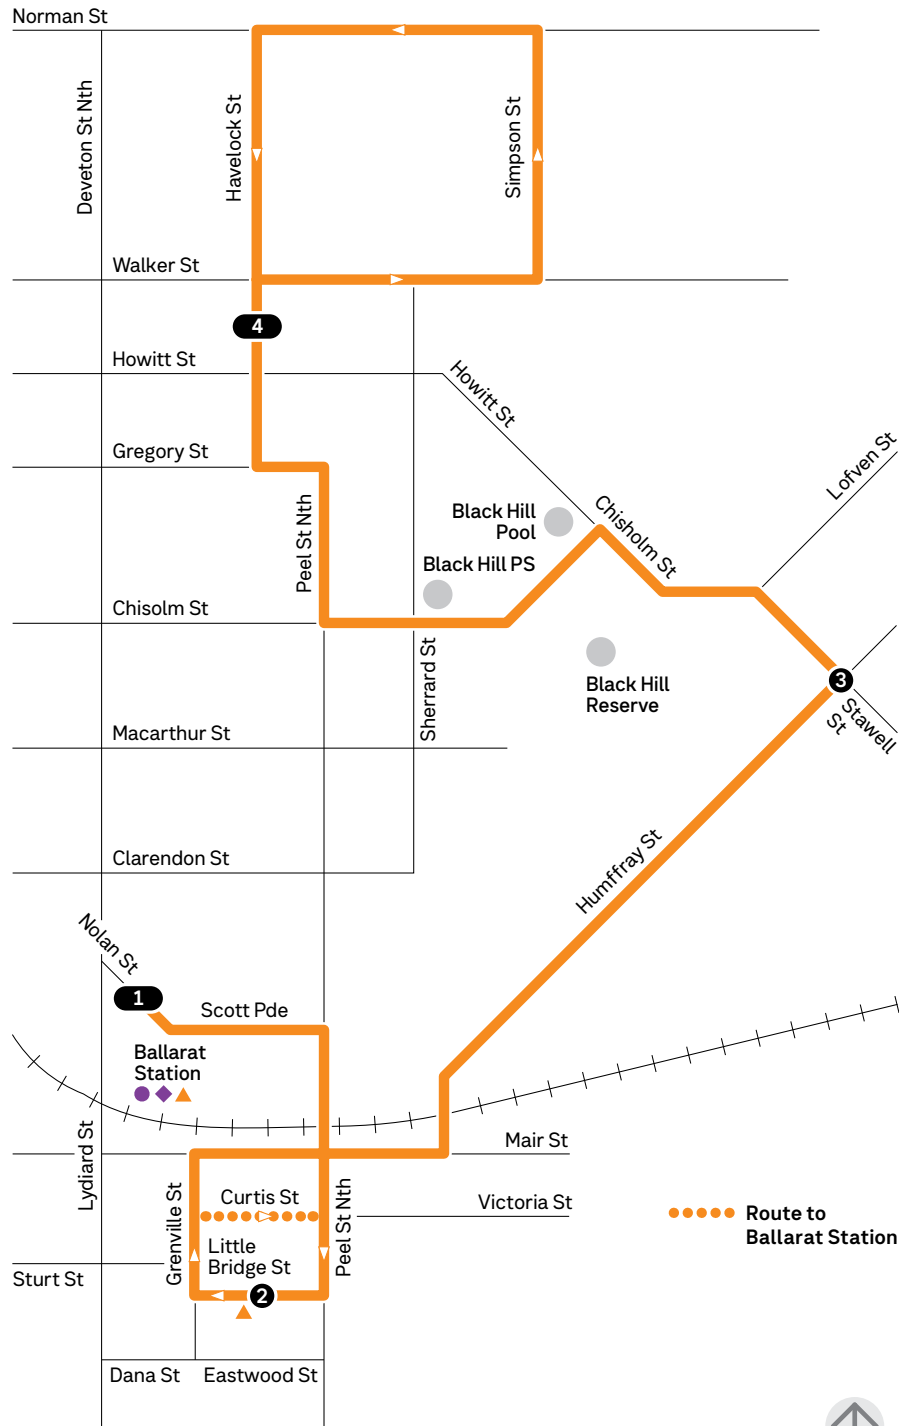 Norman St
Deveton St Nth
Havelock St
Simpson St
Walker St
4
Howitt St
Howitt St
Gregory St
Lofven St
Peel St Nth
Black Hill
Pool
Chisholm St
Black Hill PS
Chisolm St
Sherrard St
Black Hill
Reserve
3
Stawell
St
Macarthur St
Humffray St
Clarendon St
Nolan St
1
Scott Pde
Ballarat
Station
Lydiard St
Mair St
Grenville St
Curtis St
Peel St Nth
Victoria St
Route to
Ballarat Station
Little
Bridge St
Sturt St
2
Dana St
Eastwood St